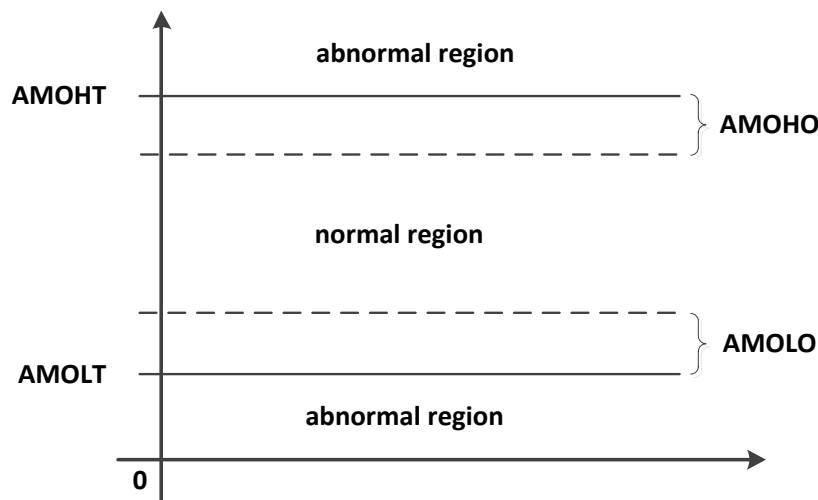 abnormal region
AMOHT
AMOHO
normal region
AMOLO
AMOLT
abnormal region
0